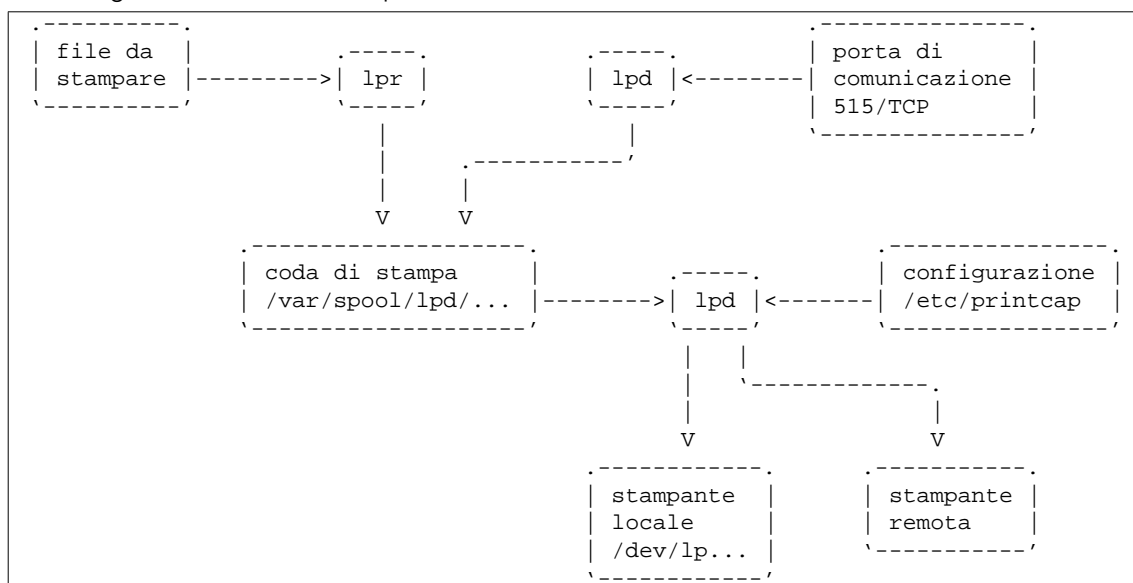 file da
stampare
lpr
lpd
porta di
comunicazione
515/TCP
V V
coda di stampa
/var/spool/lpd/...
lpd
configurazione
/etc/printcap
V V
stampante
locale
/dev/lp...
stampante
remota